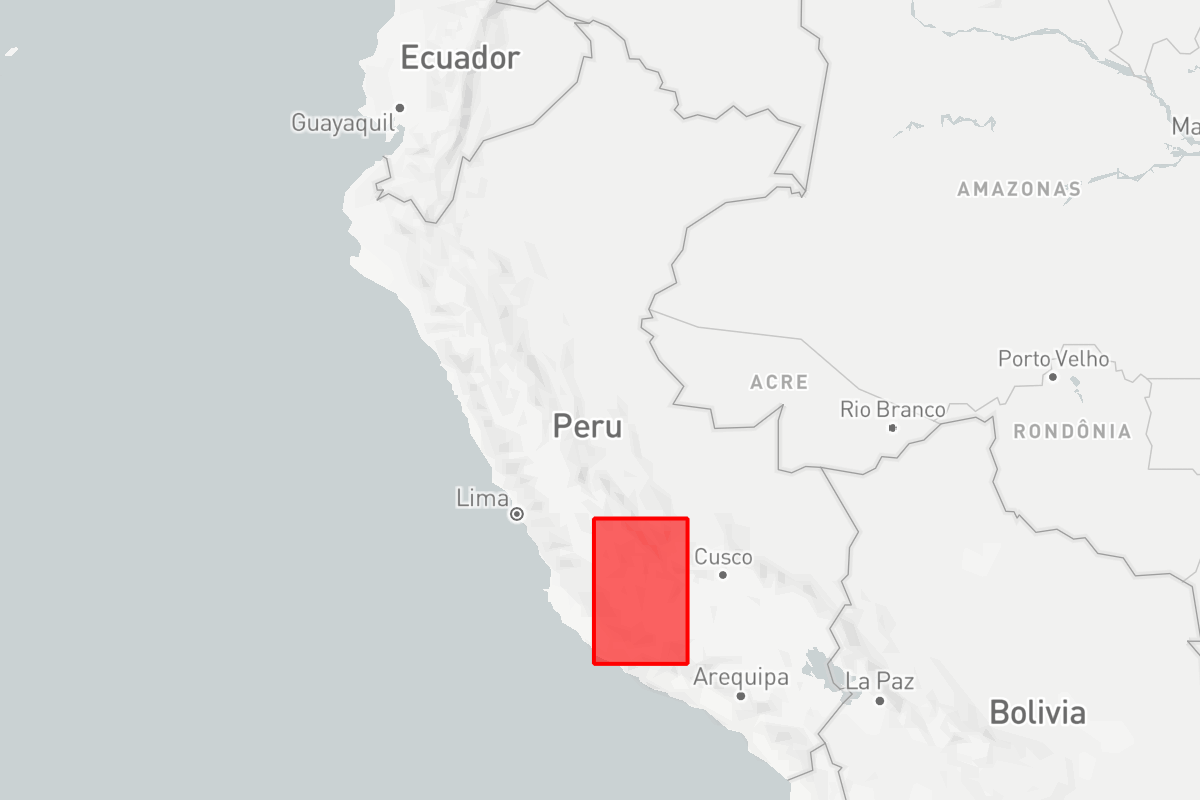 Ecuador
Guayaquil
Ma
AMAZONAS
Porto Velho
ACRE
Rio Branco
Peru
RONDÔNIA
Lima
Cusco
Arequipa
La Paz
Bolivia